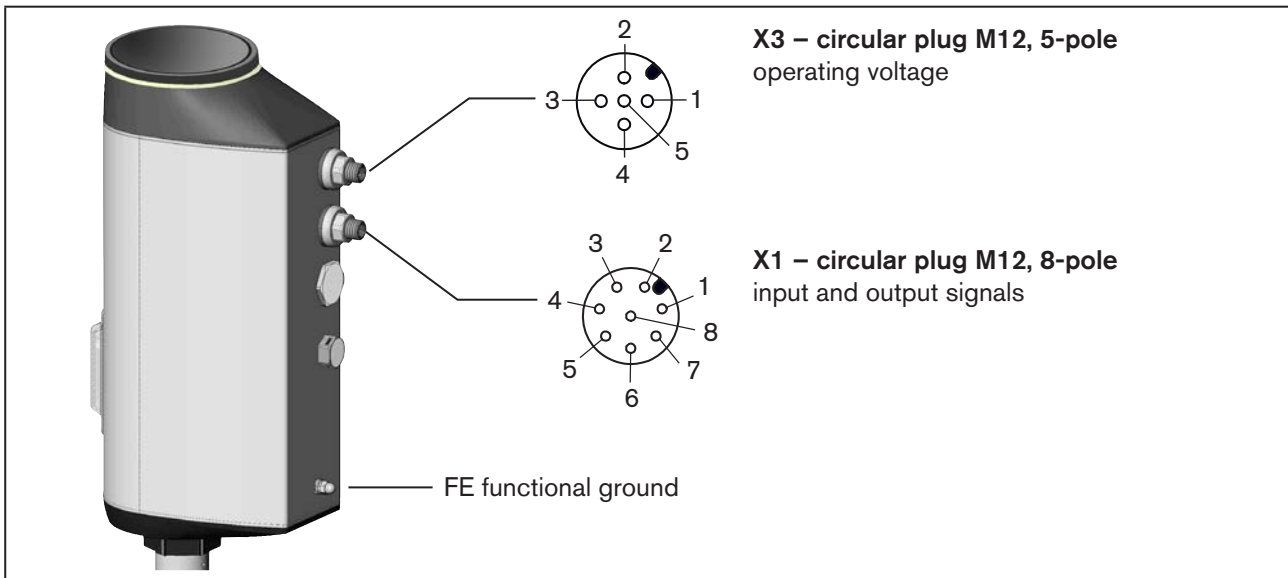 2
3
1
5
4
X3 – circular plug M12, 5-pole
operating voltage
3
2
4
1
8
5
7
6
X1 – circular plug M12, 8-pole
input and output signals
FE functional ground